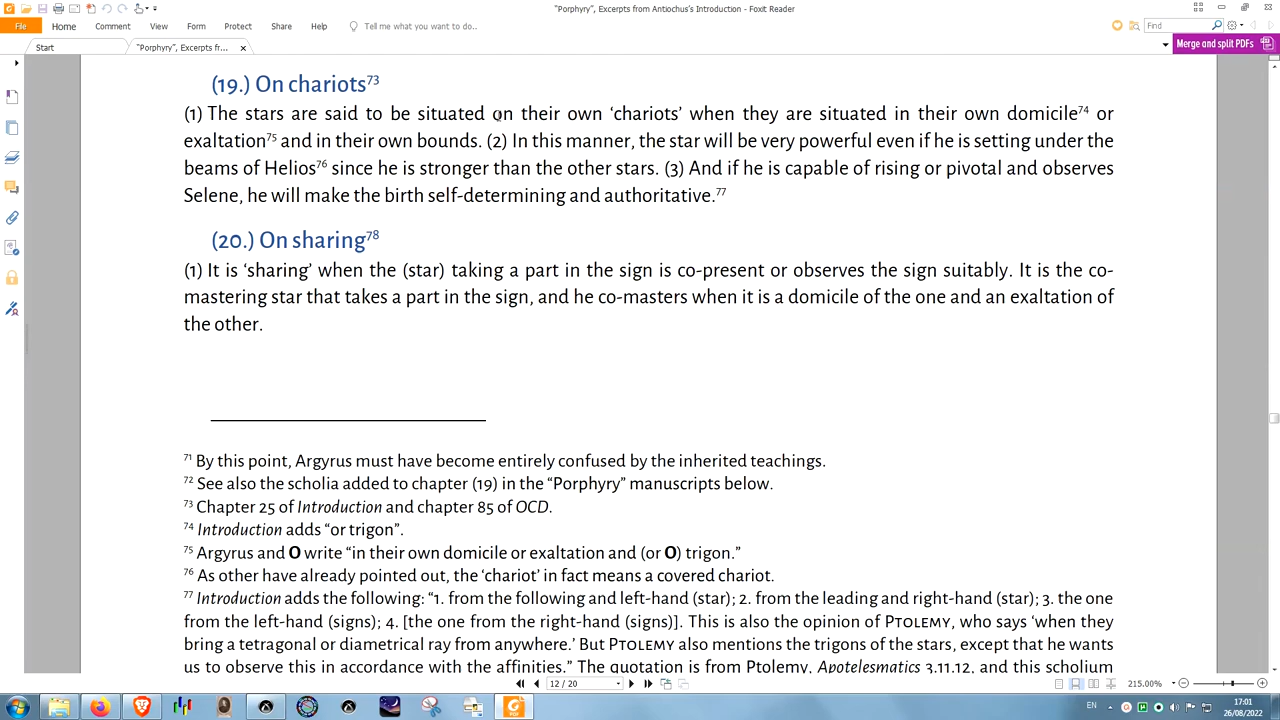 "Porphyry", Excerpts from Antiochus's Introduction - Foxit Reader
File Home Comment View Form Protect Share Help Tell me what you want to do.. Find
Start "Porphyry", Excerpts fr... Merge and split PDFs
(19.) On chariots73
(1) The stars are said to be situated on their own ‘chariots’ when they are situated in their own domicile74 or
exaltation75 and in their own bounds. (2) In this manner, the star will be very powerful even if he is setting under the
beams of Helios76 since he is stronger than the other stars. (3) And if he is capable of rising or pivotal and observes
Selene, he will make the birth self-determining and authoritative.77
(20.) On sharing78
(1) It is ‘sharing’ when the (star) taking a part in the sign is co-present or observes the sign suitably. It is the co-
mastering star that takes a part in the sign, and he co-masters when it is a domicile of the one and an exaltation of
the other.
71 By this point, Argyrus must have become entirely confused by the inherited teachings.
72 See also the scholia added to chapter (19) in the “Porphyry” manuscripts below.
73 Chapter 25 of Introduction and chapter 85 of OCD.
74 Introduction adds “or trigon”.
75 Argyrus and O write “in their own domicile or exaltation and (or O) trigon.”
76 As other have already pointed out, the ‘chariot’ in fact means a covered chariot.
77 Introduction adds the following: “1. from the following and left-hand (star); 2. from the leading and right-hand (star); 3. the one
from the left-hand (signs); 4. [the one from the right-hand (signs)]. This is also the opinion of PTOLEMY, who says ‘when they
bring a tetragonal or diametrical ray from anywhere.’ But PTOLEMY also mentions the trigons of the stars, except that he wants
us to observe this in accordance with the affinities.” The quotation is from Ptolemy, Apotelesmatics 3.11.12, and this scholium
12 / 20 215.00%
EN 17:01
26/08/2022